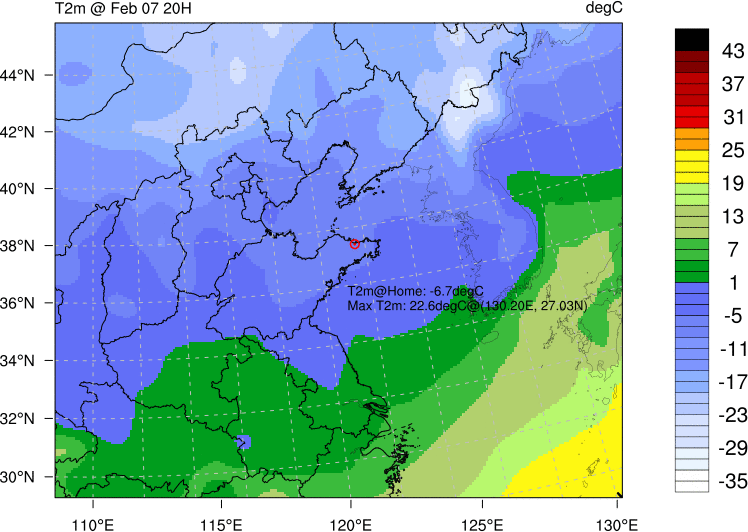 T2m @ Feb 07 20H
degC
43
44°N
37
31
42°N
25
40°N
19
13
38°N
7
T2m@Home: -6.7degC
1
36°N
Max T2m: 22.6degC@(130.20E, 27.03N)
-5
-11
34°N
-17
32°N
-23
-29
30°N
-35
110°E
115°E
120°E
125°E
130°E